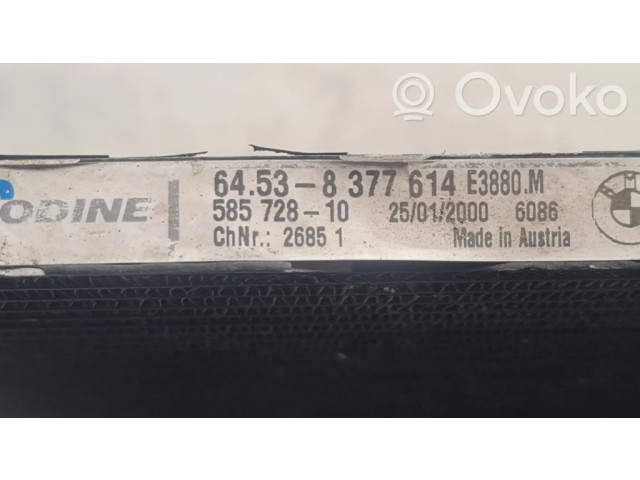 Ovoko
64.53-8 377 614 E3880.M
ODINE 585 728-10 25/01/2000 6086
ChNr.: 2685 1 Made in Austria